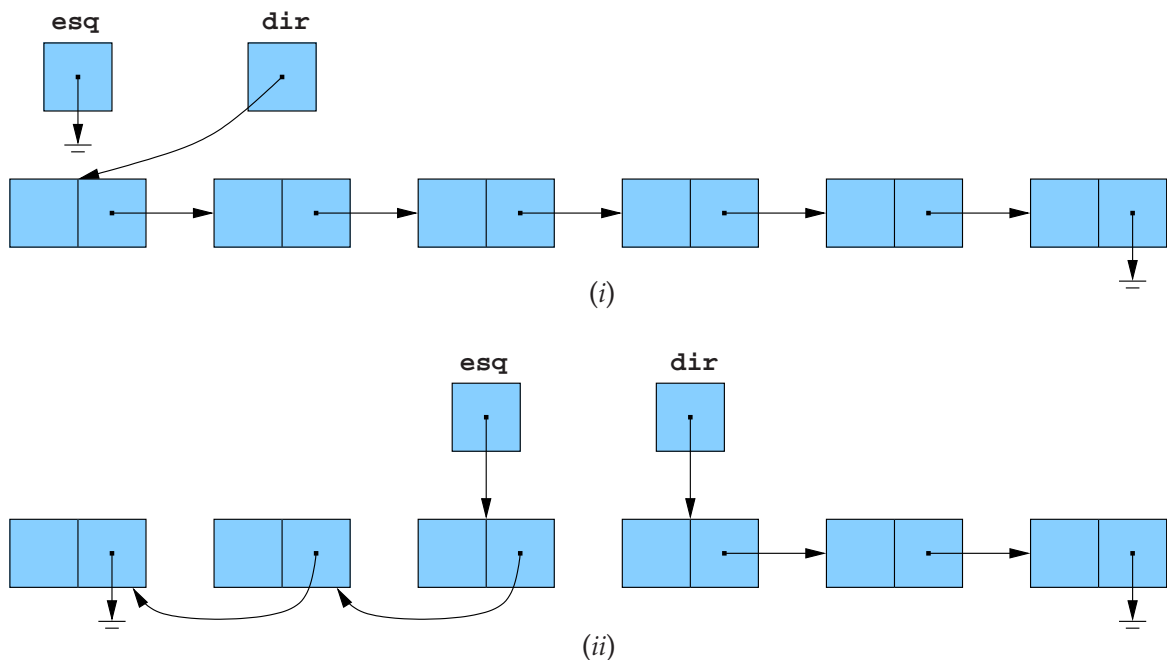 esq dir
(i)
esq dir
(ii)